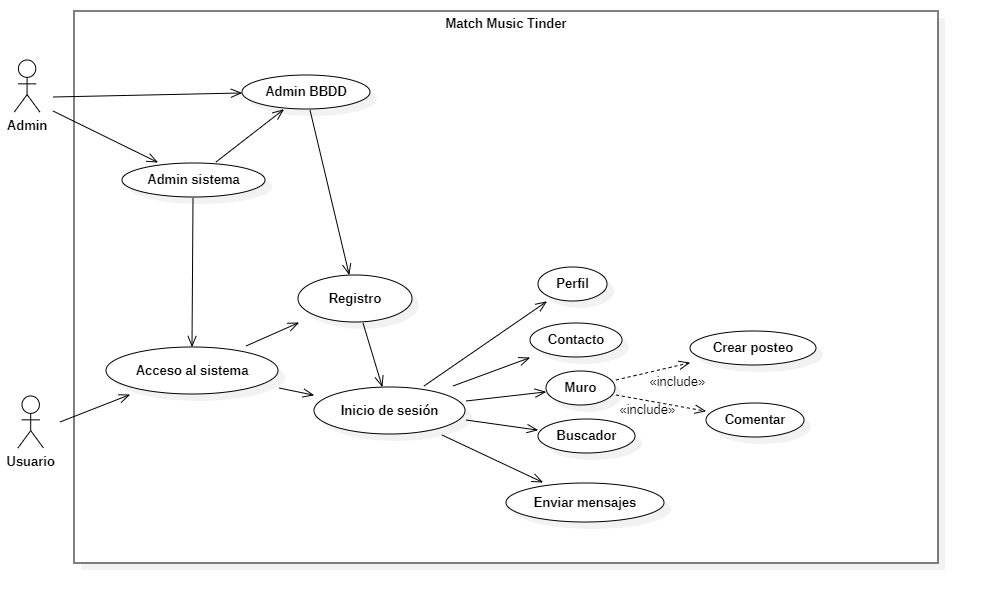 Match Music Tinder
Admin BBDD
Admin
Admin sistema
Perfil
Registro
Contacto
Crear posteo
Acceso al sistema
«include»
Muro
Inicio de sesión
«include»
Comentar
Buscador
Usuario
Enviar mensajes